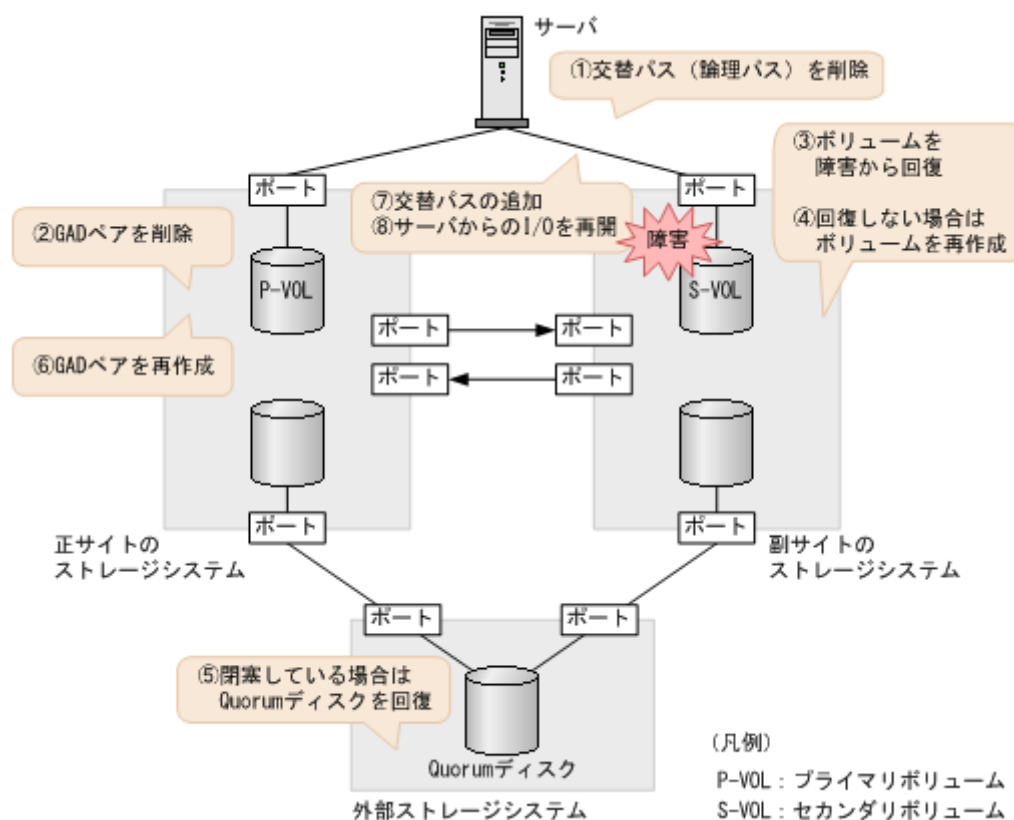 サーバ
①交替パス（論理パス）を削除
③ボリュームを
障害から回復
④回復しない場合は
ボリュームを再作成
ポート
ポート
⑦交替パスの追加
⑧サーバからのI/Oを再開
②GADペアを削除
障害
P-VOL
S-VOL
ポート
ポート
⑥GADペアを再作成
ポート
ポート
ポート
ポート
正サイトの
ストレージシステム
副サイトの
ストレージシステム
ポート
ポート
⑤閉塞している場合は
Quorumディスクを回復
Quorumディスク
外部ストレージシステム
(凡例)
P-VOL：プライマリボリューム
S-VOL：セカンダリボリューム